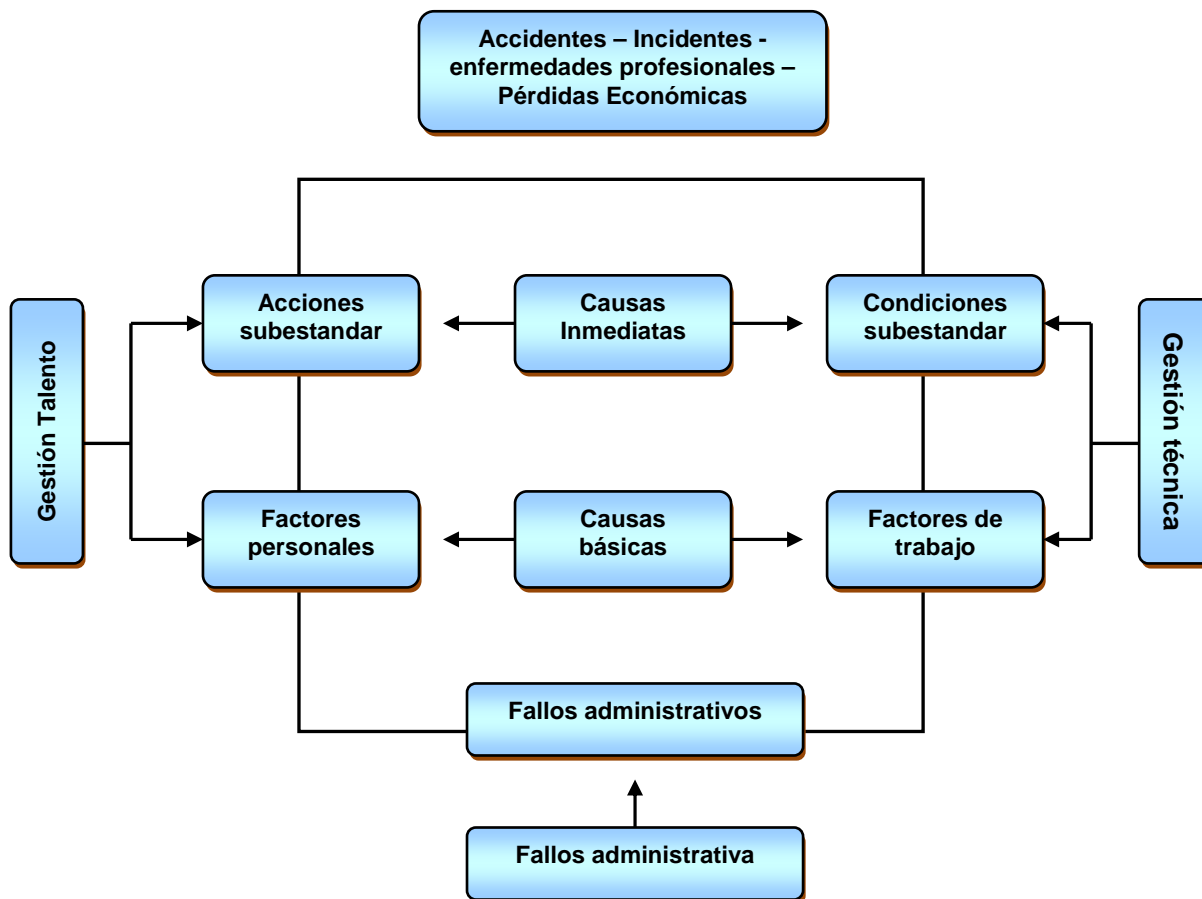 Accidentes – Incidentes -
enfermedades profesionales –
Pérdidas Económicas
Gestión Talento
Acciones
subestandar
Causas
Inmediatas
Condiciones
subestandar
Gestión técnica
Factores
personales
Causas
básicas
Factores de
trabajo
Fallos administrativos
Fallos administrativa